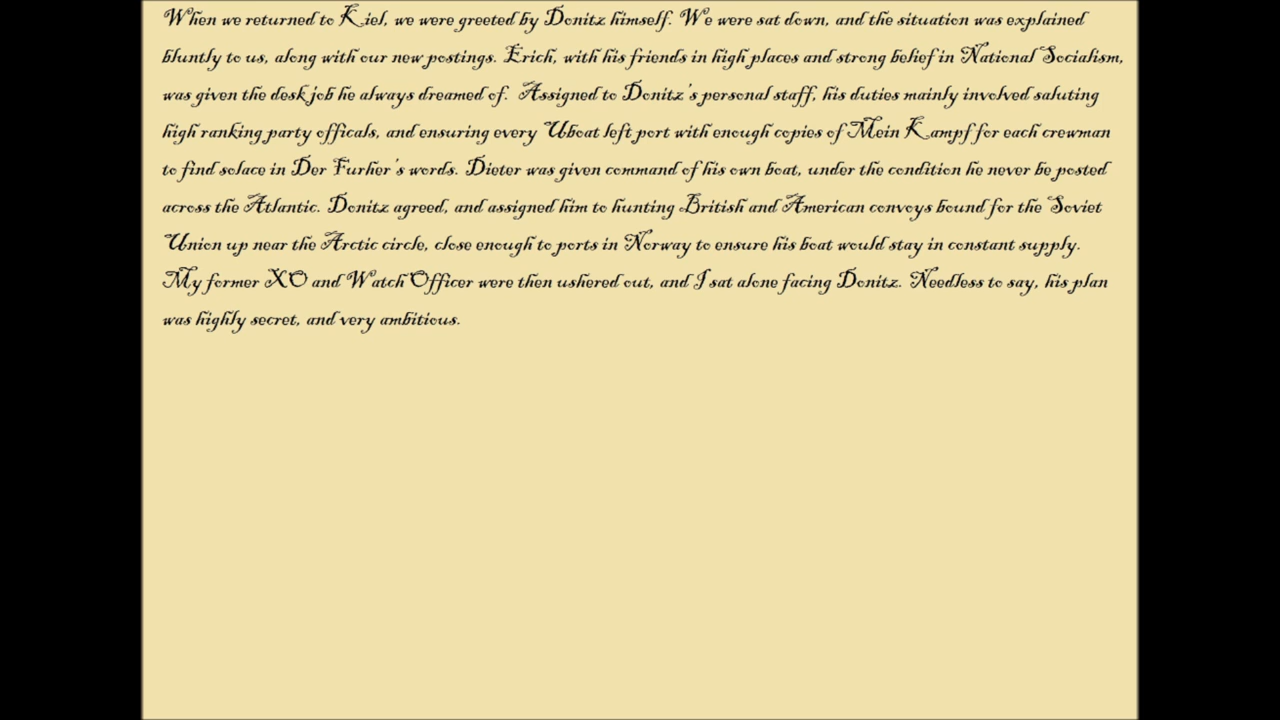 When we returned to Kiel, we were greeted by Donitz himself. We were sat down, and the situation was explained
bluntly to us, along with our new postings. Erich, with his friends in high places and strong belief in National Socialism,
was given the desk job he always dreamed of. Assigned to Donitz's personal staff, his duties mainly involved saluting
high ranking party officals, and ensuring every Uboat left port with enough copies of Mein Kampf for each crewman
to find solace in Der Furher's words. Dieter was given command of his own boat, under the condition he never be posted
across the Atlantic. Donitz agreed, and assigned him to hunting British and American convoys bound for the Soviet
Union up near the Arctic circle, close enough to ports in Norway to ensure his boat would stay in constant supply.
My former XO and Watch Officer were then ushered out, and I sat alone facing Donitz. Needless to say, his plan
was highly secret, and very ambitious.